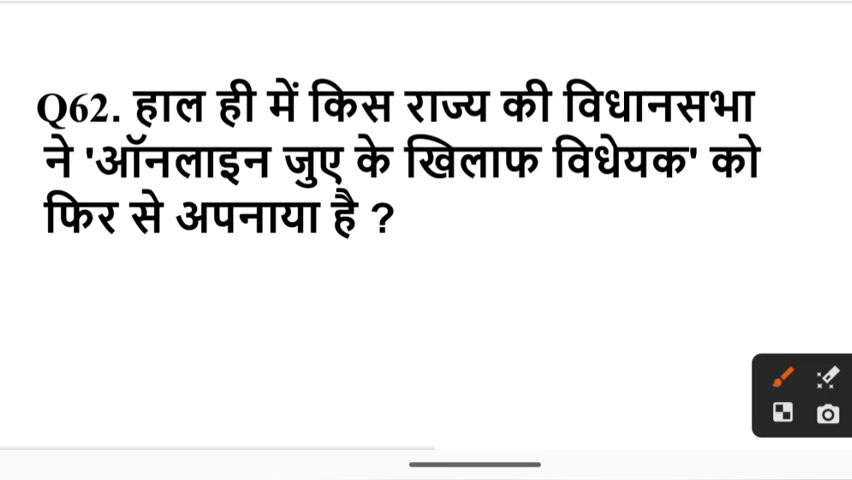 Q62. हाल ही में किस राज्य की विधानसभा
ने 'ऑनलाइन जुए के खिलाफ विधेयक' को
फिर से अपनाया है ?